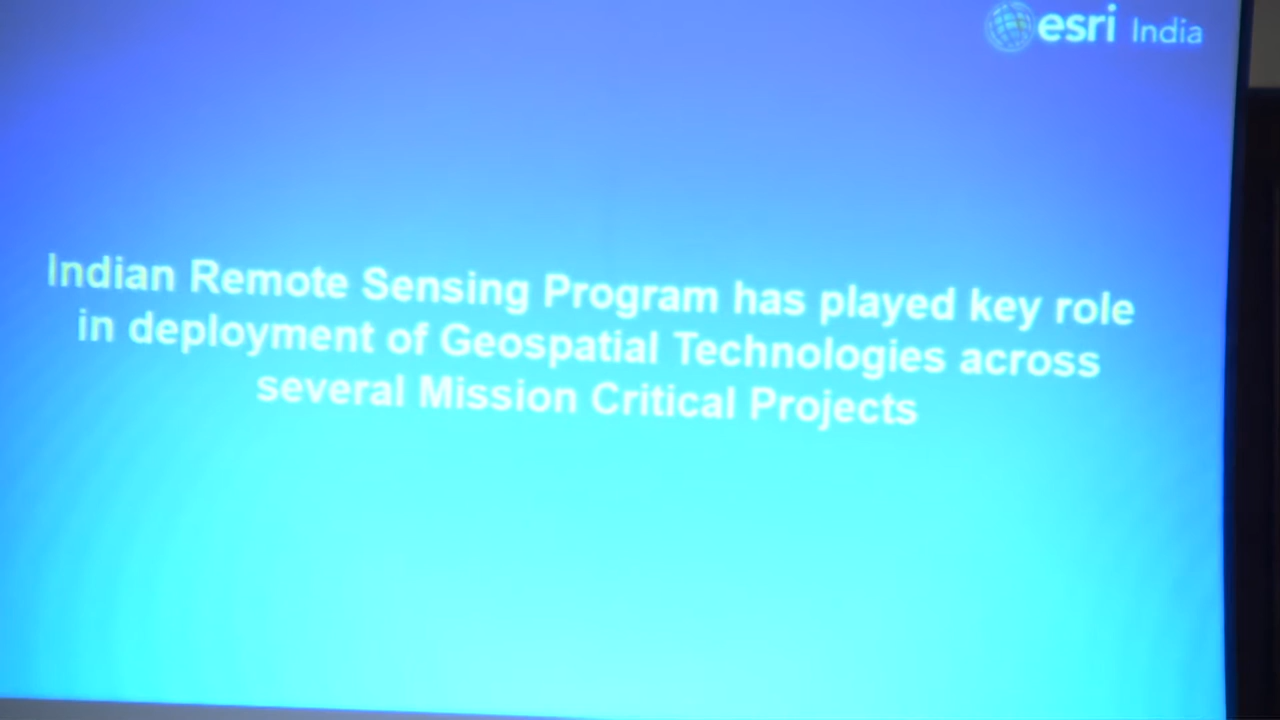 esri India
Indian Remote Sensing Program has played key role
in deployment of Geospatial Technologies across
several Mission Critical Projects